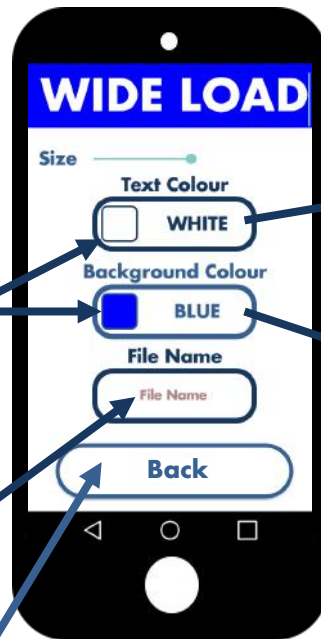 WIDE LOAD
Size
Text Colour
WHITE
Background Colour
BLUE
File Name
File Name
Back